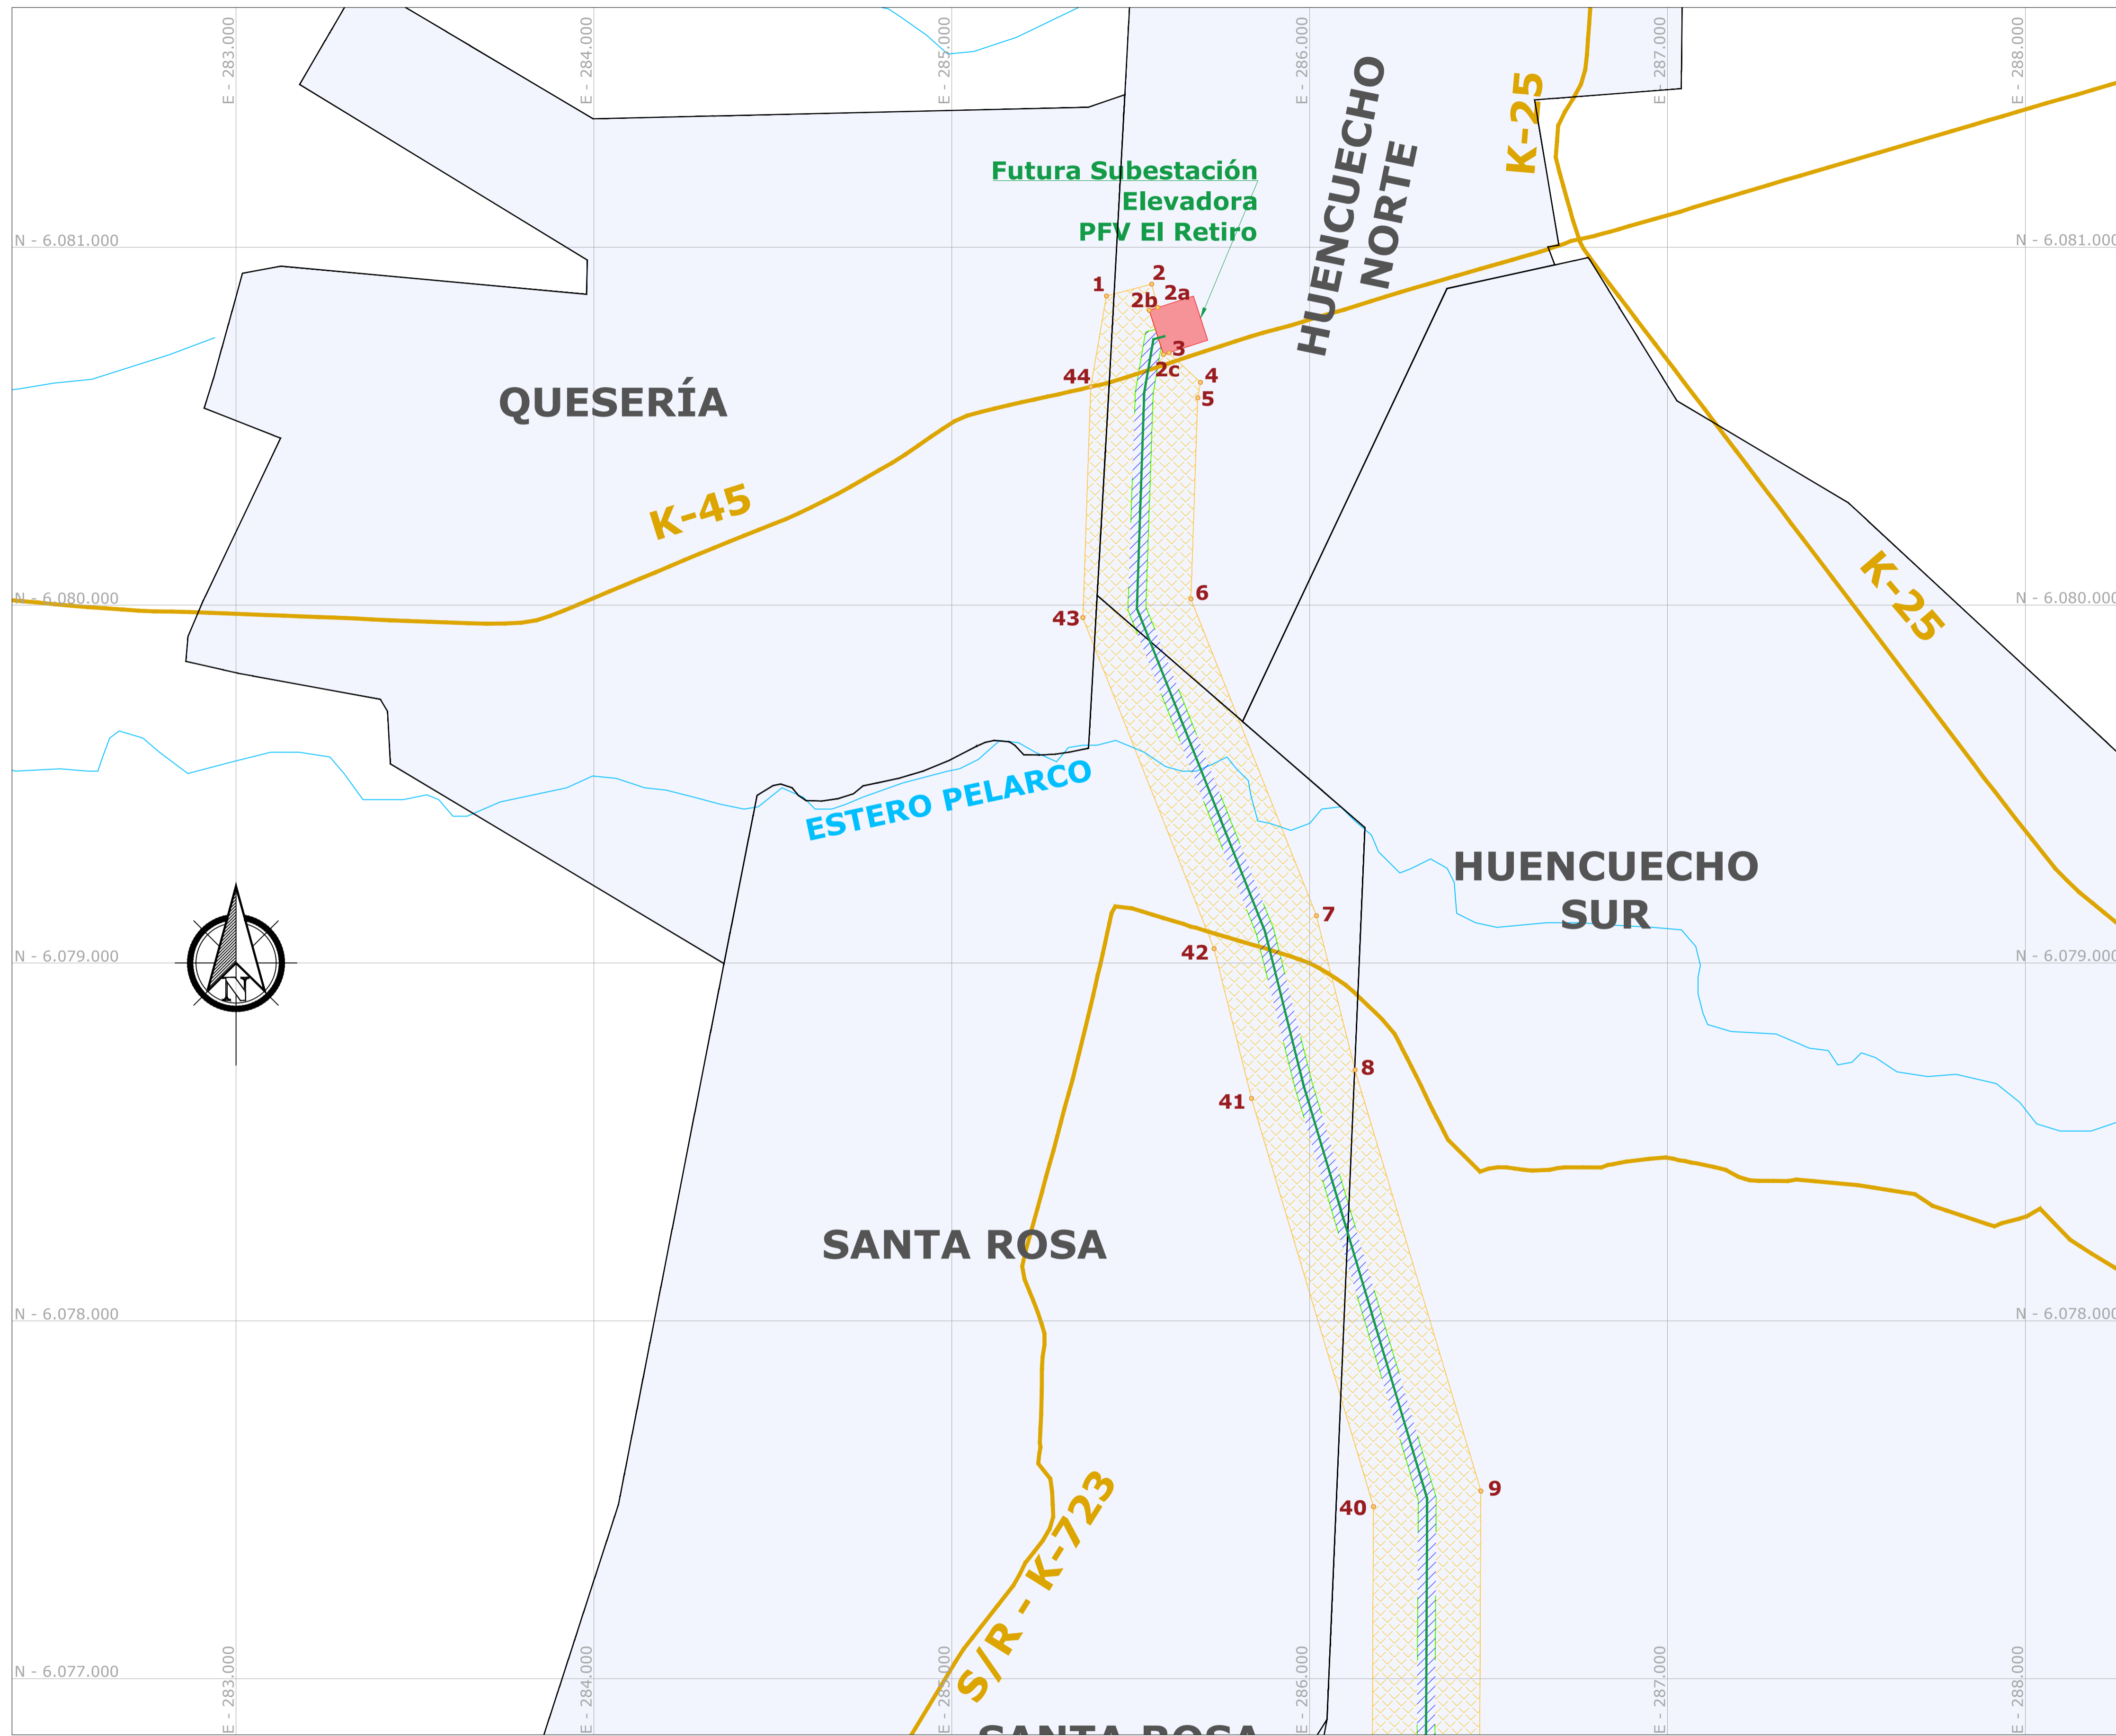 E - 283.000
E - 284.000
E - 285.000
E - 286.000
E - 287.000
E - 288.000
K-25
HUENCUECHO
NORTE
Futura Subestación
Elevadora
PFV El Retiro
N - 6.081.000
N - 6.081.000
1
2
2a
2b
3
2c
44
4
5
QUESERÍA
K-45
K-25
N - 6.080.000
N - 6.080.000
6
43
ESTERO PELARCO
HUENCUECHO
SUR
7
42
N - 6.079.000
N - 6.079.000
N
8
41
SANTA ROSA
N - 6.078.000
N - 6.078.000
9
40
S/R - K-723
N - 6.077.000
E - 283.000
E - 284.000
E - 285.000
E - 286.000
E - 287.000
E - 288.000
SANTA ROSA